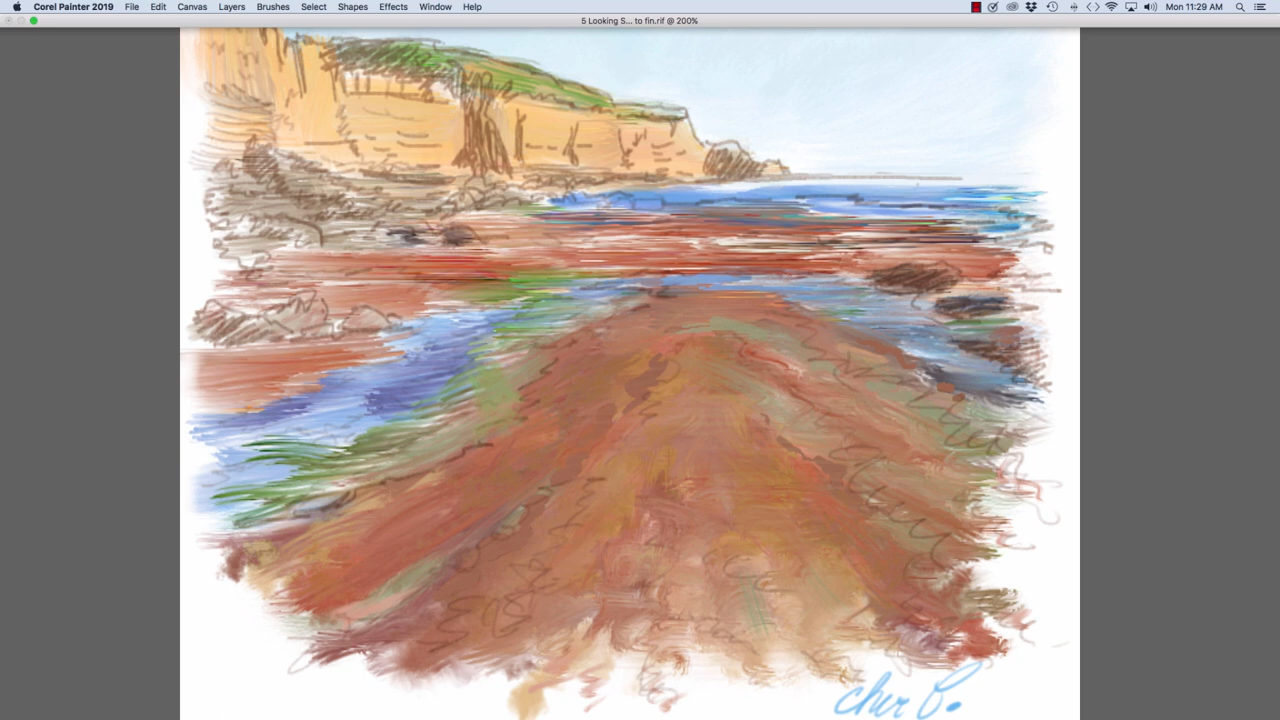 Corel Painter 2019 File Edit Canvas Layers Brushes Select Shapes Effects Window Help Mon 11:29 AM
5 Looking S... to fin.rif @ 200%
cher P.